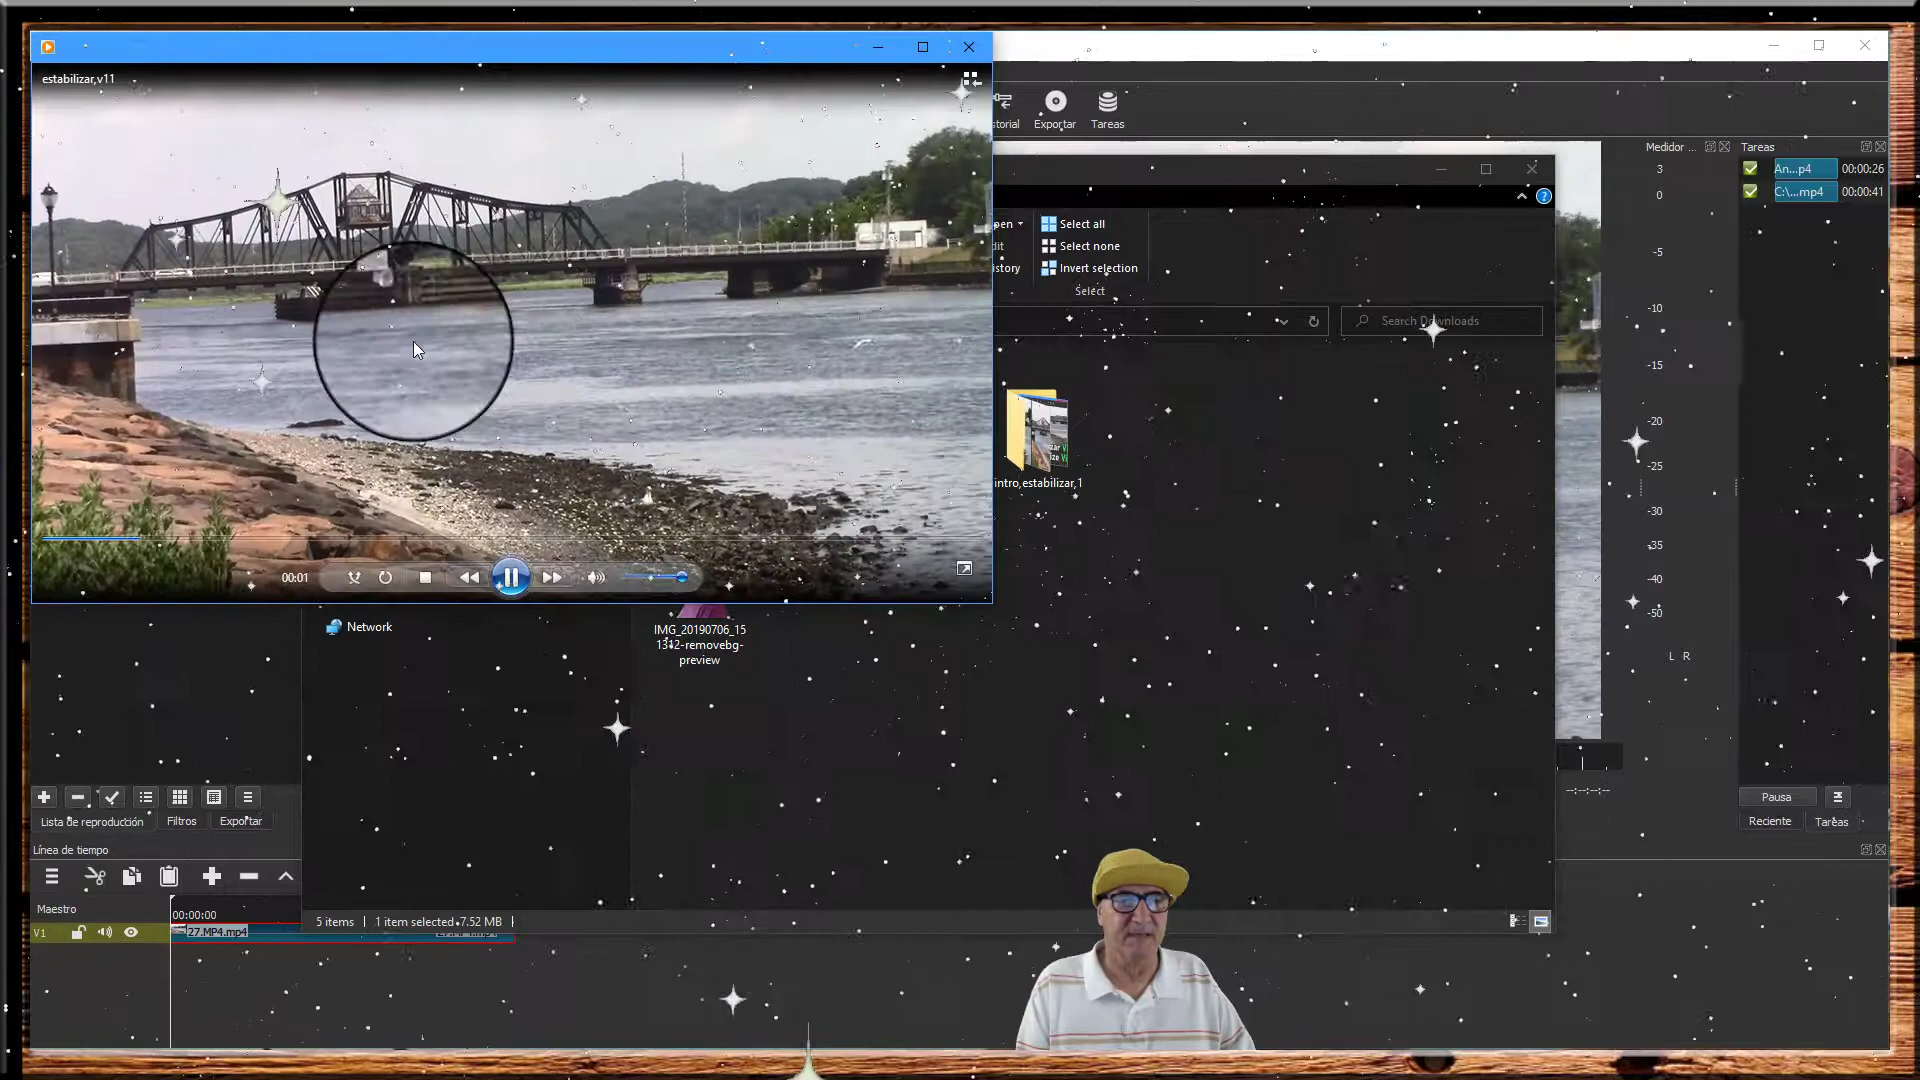 estabilizar,v11
00:01
torial
Exportar
Tareas
Medidor ...
Tareas
3
0
-5
-10
-15
-20
-25
-30
-35
-40
-50
L R
An...p4
00:00:26
C:\...mp4
00:00:41
pen
dit
istory
Select all
Select none
Invert selection
Select
Search Downloads
intro,estabilizar,1
Network
IMG_20190706_15
1312-removebg-
preview
--:--:--:--
Pausa
Reciente
Tareas
Lista de reproducción
Filtros
Exportar
Línea de tiempo
Maestro
00:00:00
V1
27.MP4.mp4
5 items
1 item selected 7.52 MB